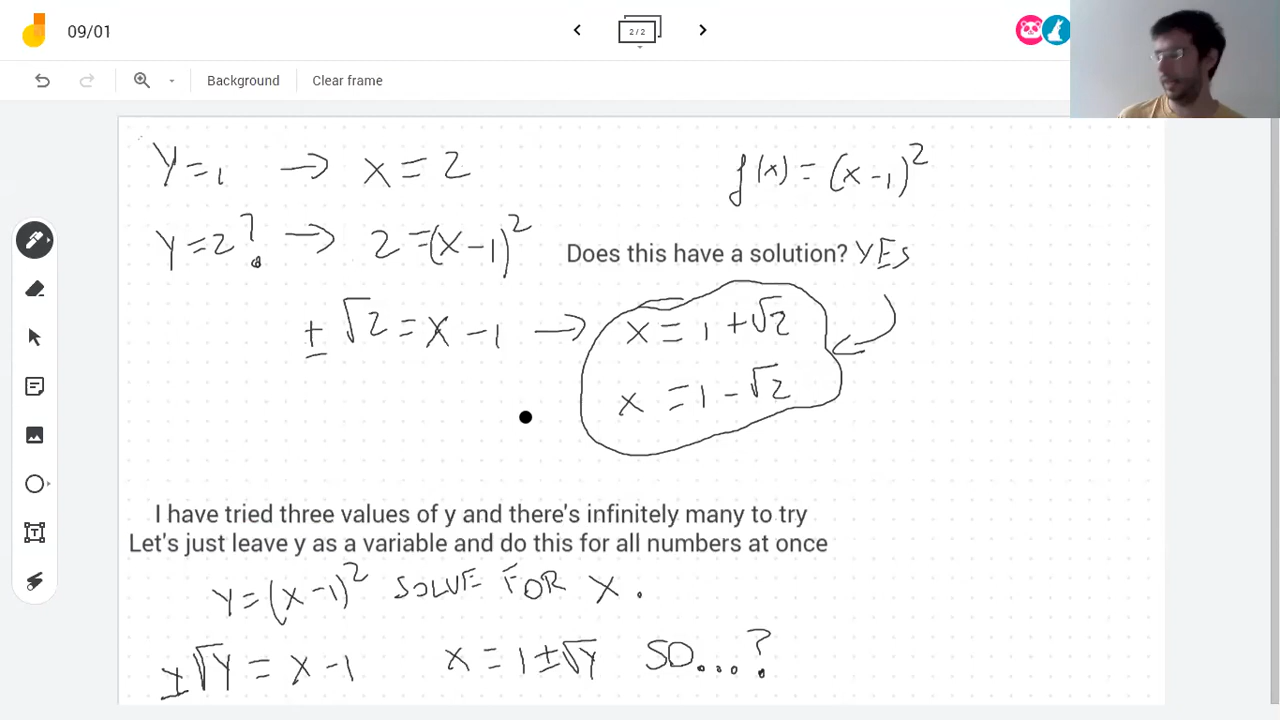 09/01
2/2
Background
Clear frame
Y=1 → x=2
f(x)=(x-1)²
Y=2? → 2=(x-1)²
Does this have a solution? YES
±√2=x-1 → x=1+√2
x=1-√2
I have tried three values of y and there's infinitely many to try
Let's just leave y as a variable and do this for all numbers at once
Y=(x-1)² SOLVE FOR X.
±√Y=x-1 x=1±√Y SO...?